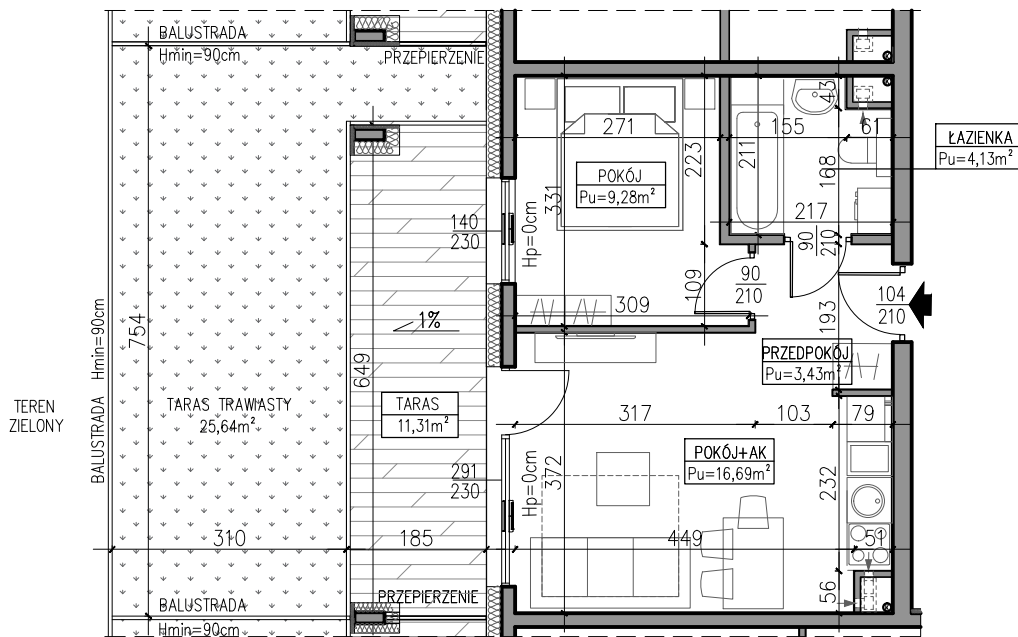 BALUSTRADA
Hmin=90cm
PRZEPIERZENIE
271
155
43
61
ŁAZIENKA
Pu=4,13m²
POKÓJ
Pu=9,28m²
223
211
168
331
217
140
230
Hp=0cm
90
210
309
109
90
210
104
210
193
1%
BALUSTRADA Hmin=90cm
754
649
PRZEDPOKÓJ
Pu=3,43m²
TEREN
ZIELONY
TARAS TRAWIASTY
25,64m²
TARAS
11,31m²
317
103
79
POKÓJ+AK
Pu=16,69m²
291
230
Hp=0cm
372
232
310
185
449
51
56
PRZEPIERZENIE
BALUSTRADA
Hmin=90cm